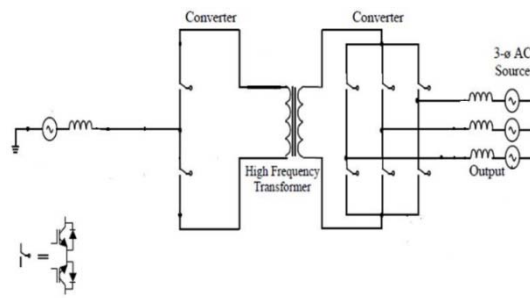 Converter
Converter
3-ø AC
Source
High Frequency
Transformer
Output
=